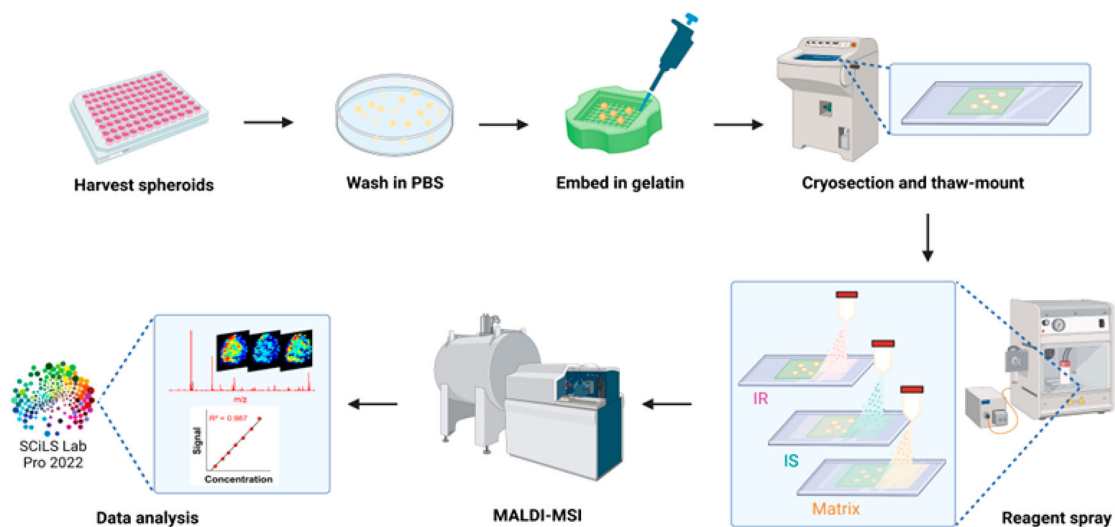 Harvest spheroids
Wash in PBS
Embed in gelatin
Cryosection and thaw-mount
IR
IS
Matrix
Reagent spray
MALDI-MSI
m/z
R² = 0.987
Signal
Concentration
SCiLS Lab
Pro 2022
Data analysis